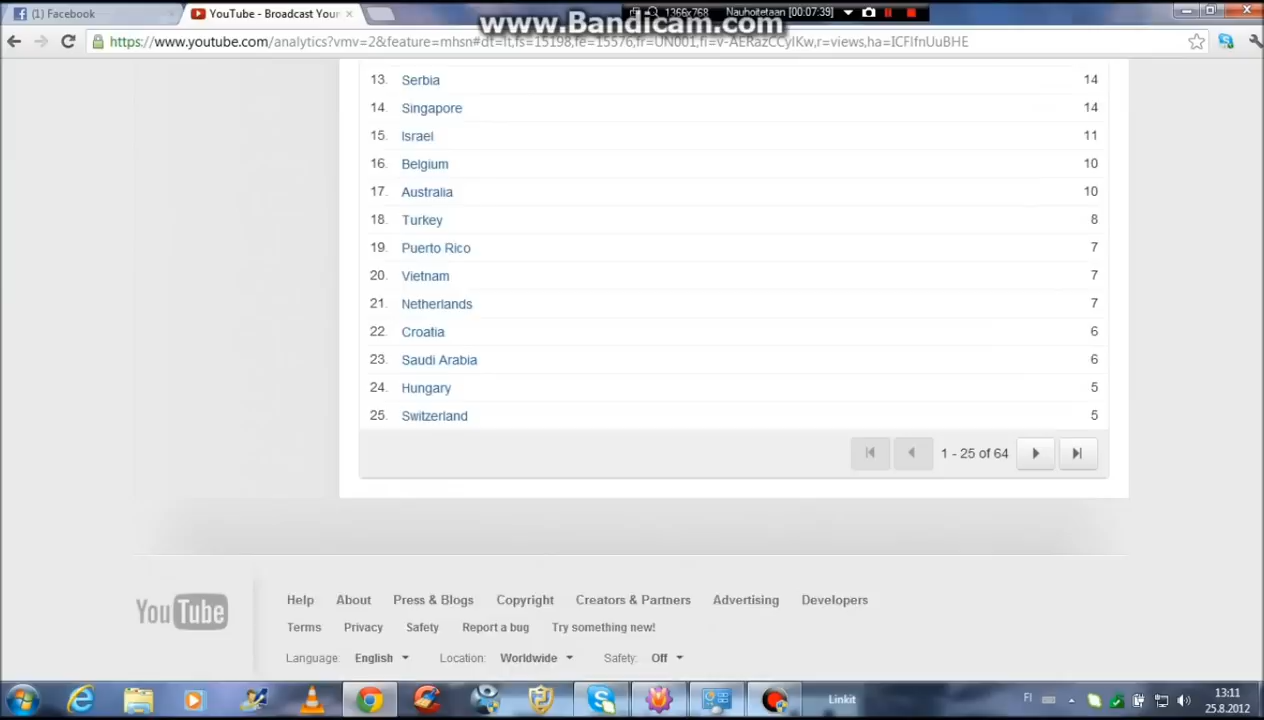 (1) Facebook
YouTube - Broadcast Your
1366x768
Nauhoitetaan [00:07:39]
www.Bandicam.com
https://www.youtube.com/analytics?vmv=2&feature=mhsn#dt=lt,fs=15198,fe=15576,fr=UN001,fi=v-AERazCCylKw,r=views,ha=ICFIfnUuBHE
13. Serbia 14
14. Singapore 14
15. Israel 11
16. Belgium 10
17. Australia 10
18. Turkey 8
19. Puerto Rico 7
20. Vietnam 7
21. Netherlands 7
22. Croatia 6
23. Saudi Arabia 6
24. Hungary 5
25. Switzerland 5
1 - 25 of 64
YouTube
Help About Press & Blogs Copyright Creators & Partners Advertising Developers
Terms Privacy Safety Report a bug Try something new!
Language: English Location: Worldwide Safety: Off
Linkit
FI
13:11
25.8.2012